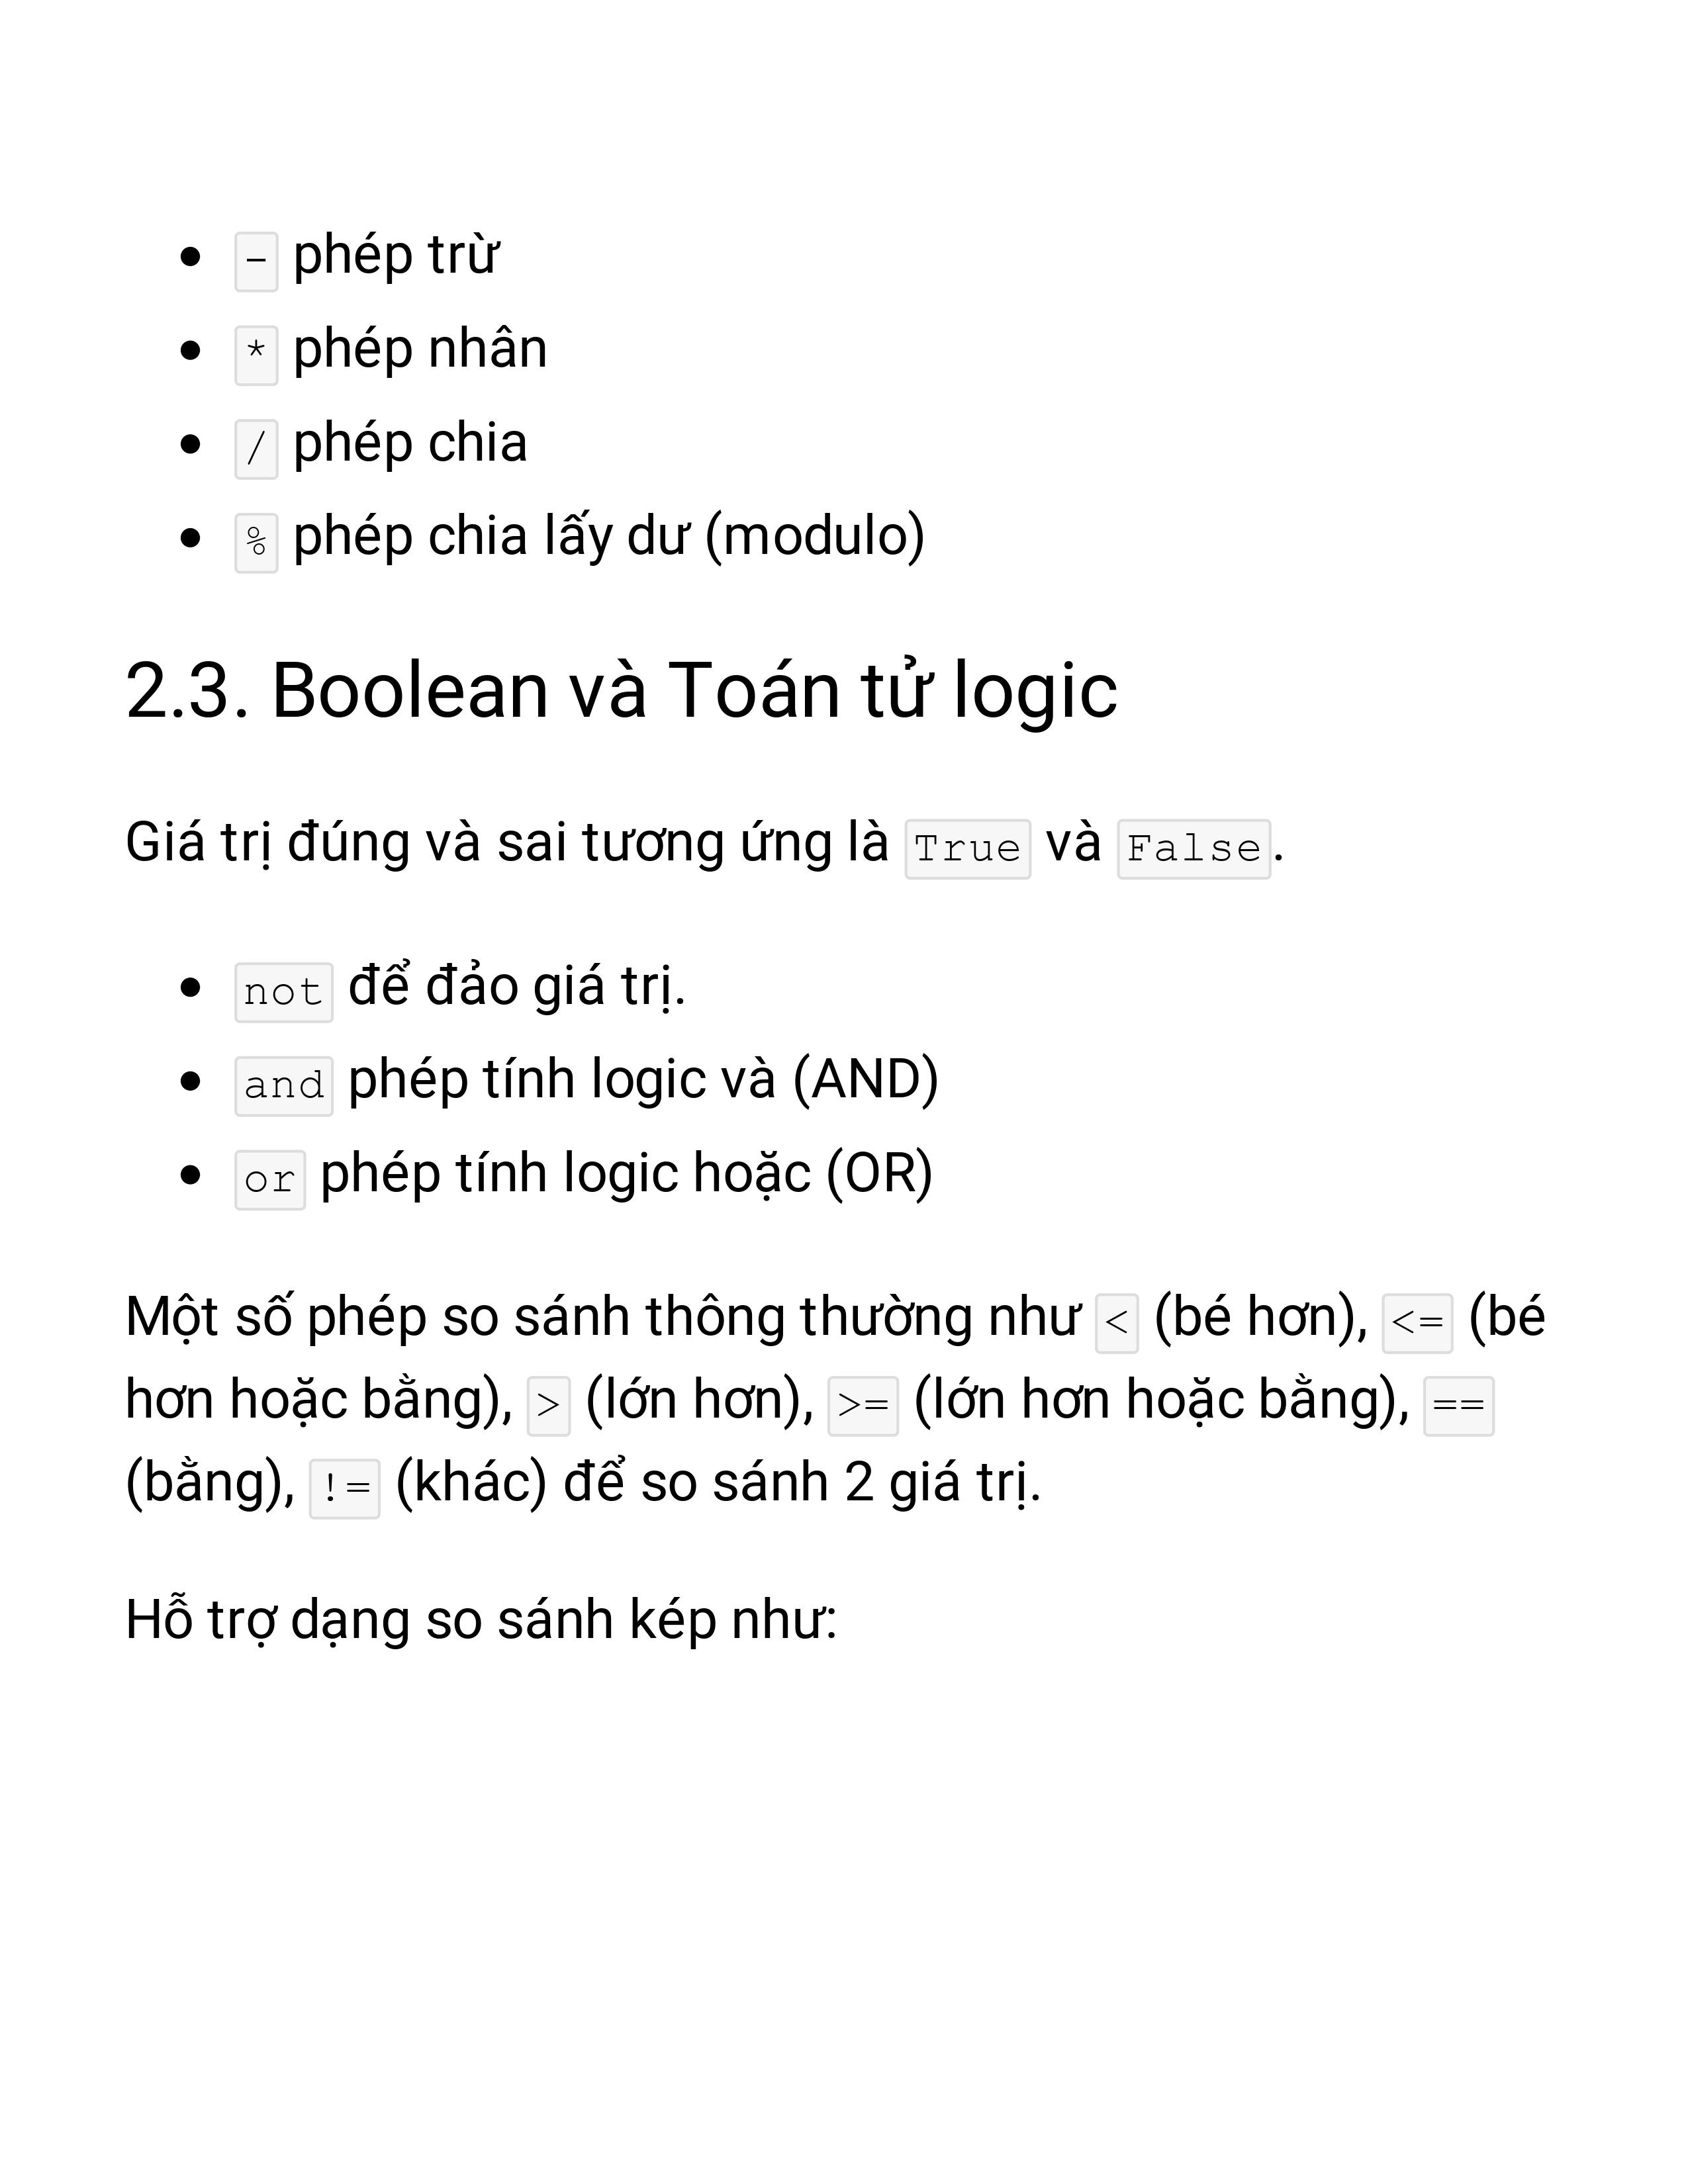 • - phép trừ
• * phép nhân
• / phép chia
• % phép chia lấy dư (modulo)
2.3. Boolean và Toán tử logic
Giá trị đúng và sai tương ứng là True và False.
• not để đảo giá trị.
• and phép tính logic và (AND)
• or phép tính logic hoặc (OR)
Một số phép so sánh thông thường như < (bé hơn), <= (bé
hơn hoặc bằng), > (lớn hơn), >= (lớn hơn hoặc bằng), ==
(bằng), != (khác) để so sánh 2 giá trị.
Hỗ trợ dạng so sánh kép như: